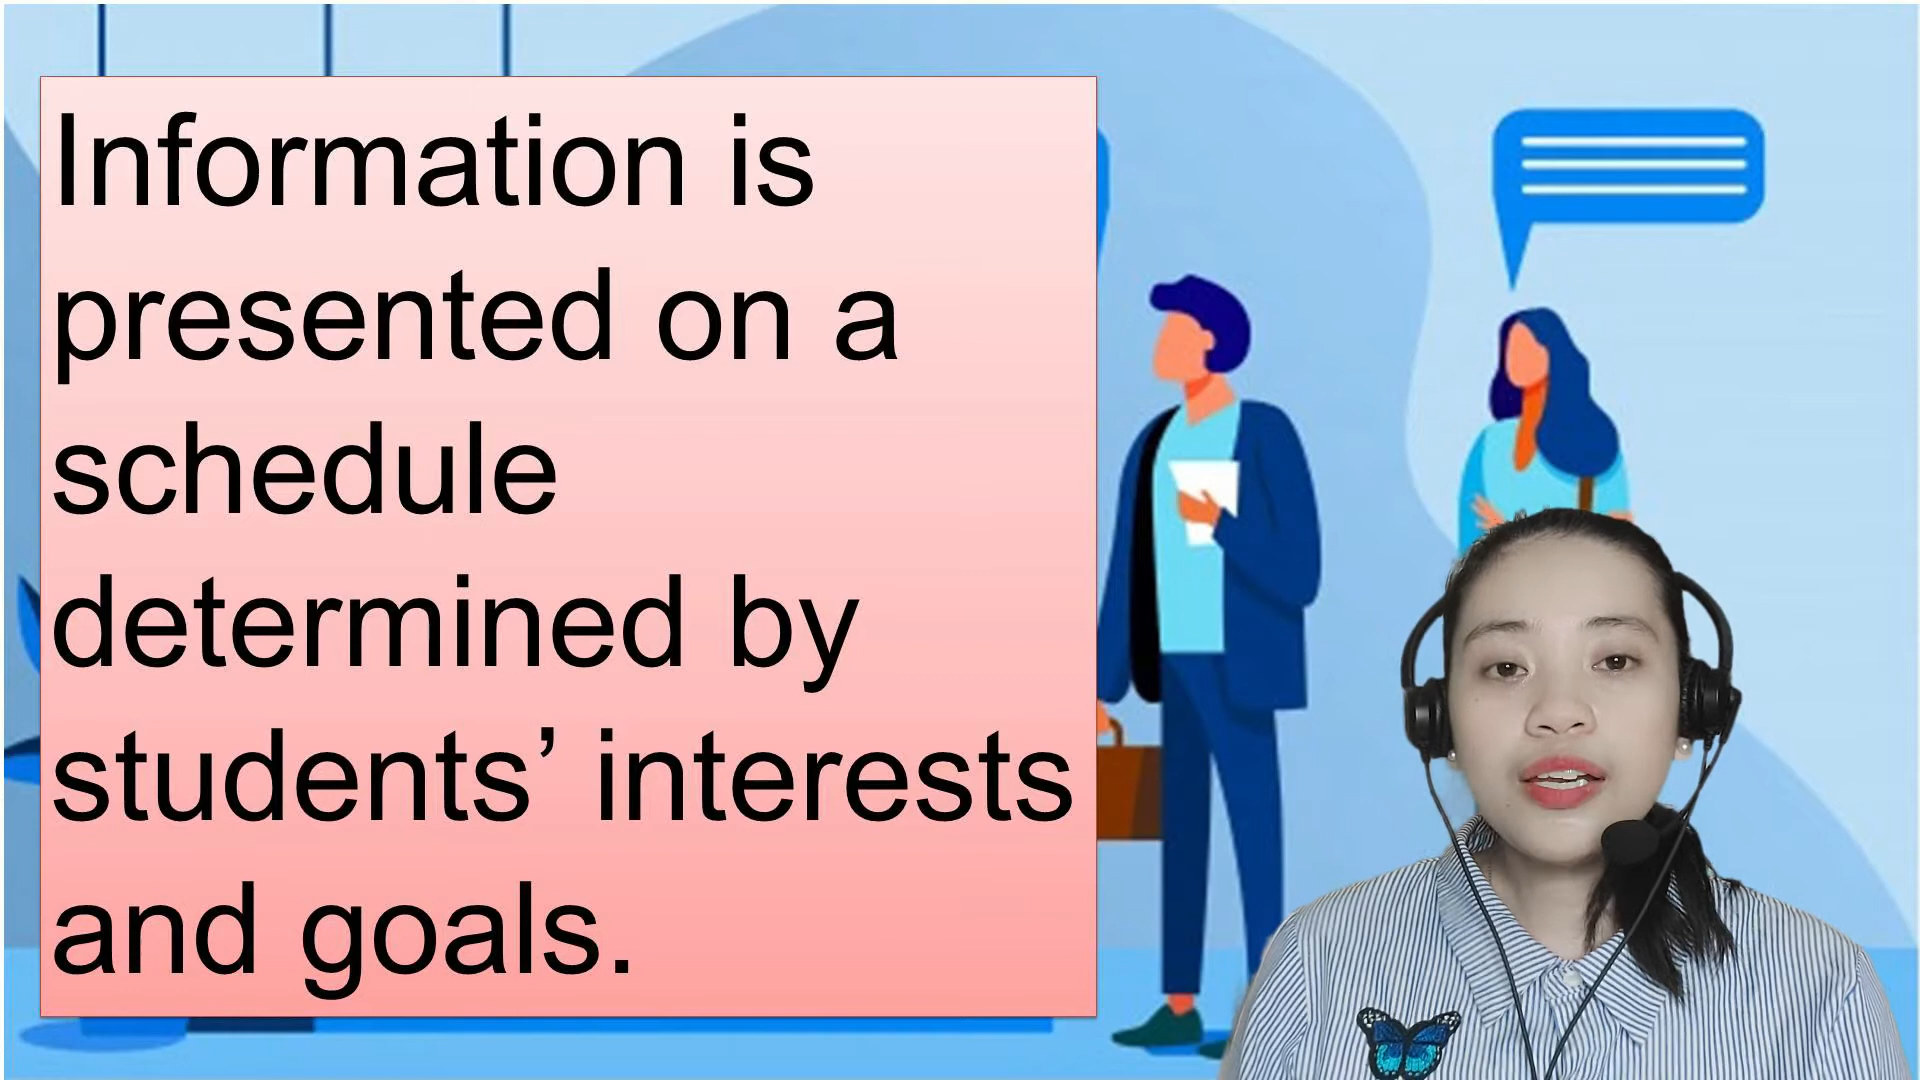 Information is
presented on a
schedule
determined by
students’ interests
and goals.